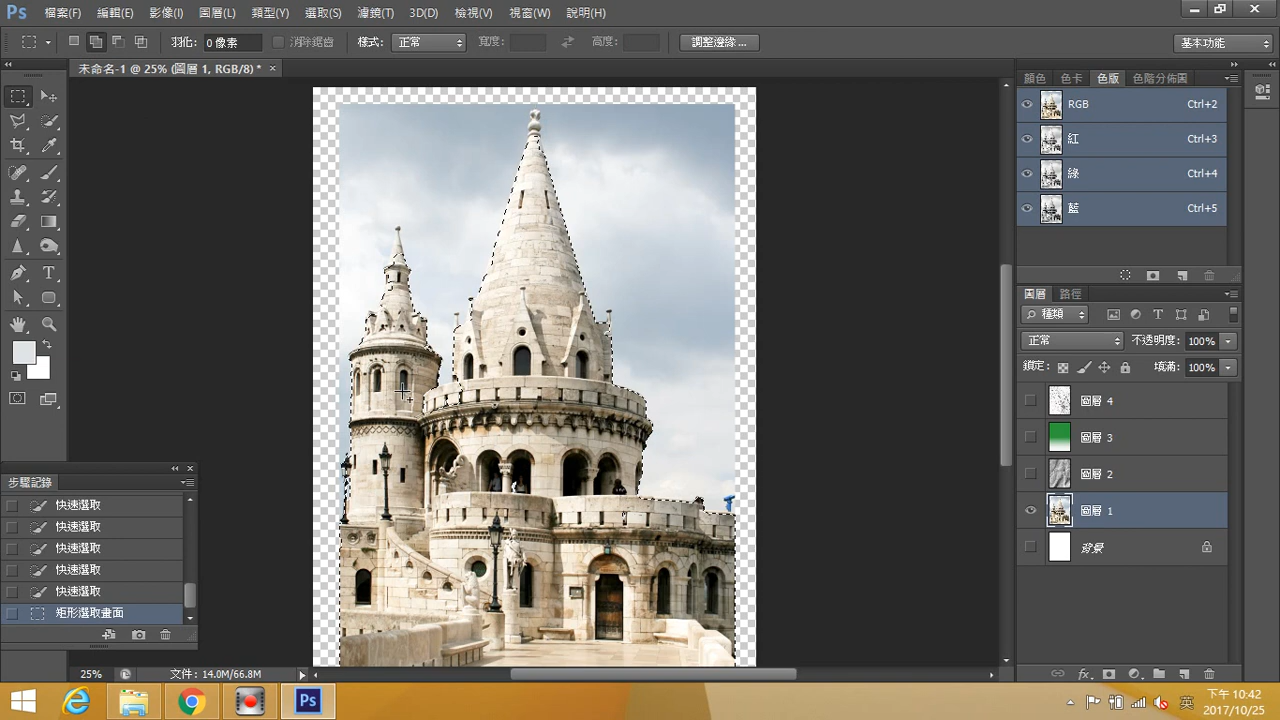 Ps 檔案(F) 編輯(E) 影像(I) 圖層(L) 類型(Y) 選取(S) 濾鏡(T) 3D(D) 檢視(V) 視窗(W) 說明(H)
羽化: 0 像素 消除鋸齒 樣式: 正常 寬度: 高度: 調整邊緣... 基本功能
未命名-1 @ 25% (圖層 1, RGB/8) *
顏色 色卡 色版 色階分佈圖
RGB Ctrl+2
紅 Ctrl+3
綠 Ctrl+4
藍 Ctrl+5
圖層 路徑
種類
正常 不透明度: 100%
鎖定: 填滿: 100%
圖層 4
圖層 3
圖層 2
圖層 1
背景
步驟記錄
快速選取
快速選取
快速選取
快速選取
快速選取
矩形選取畫面
25% 文件: 14.0M/66.8M
Ps 英 下午 10:42
2017/10/25